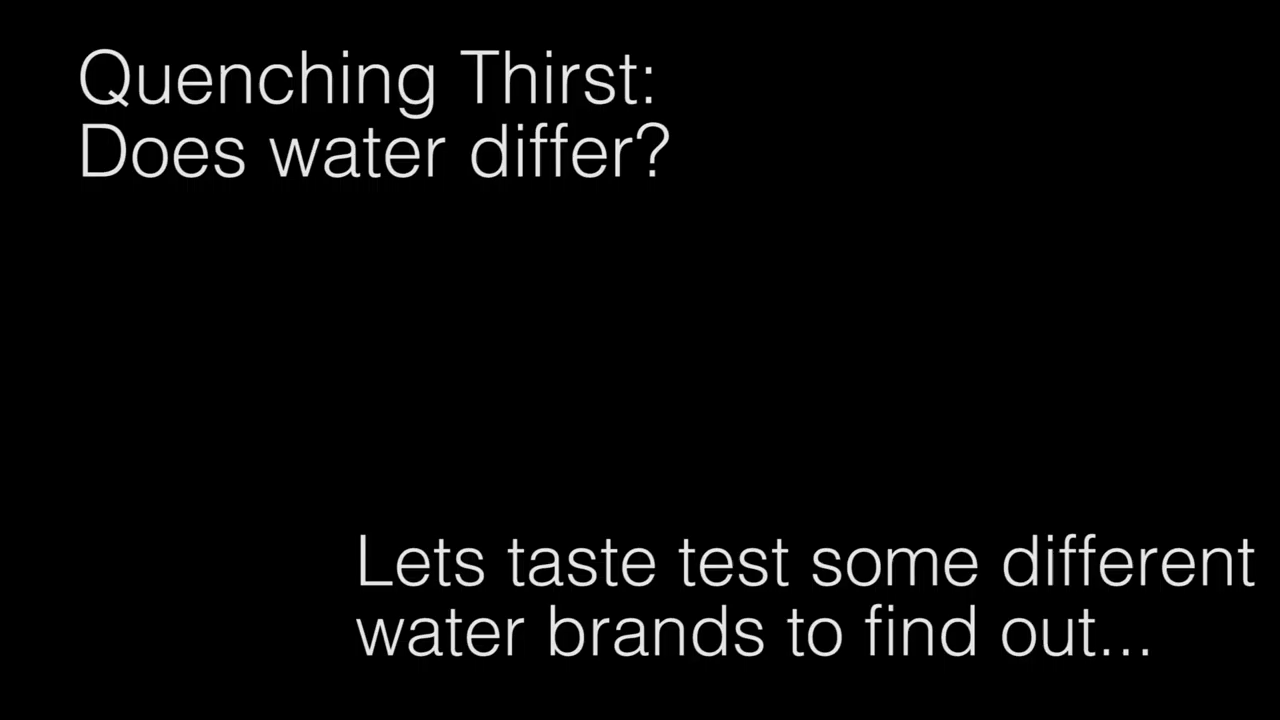 Quenching Thirst:
Does water differ?
Lets taste test some different
water brands to find out...